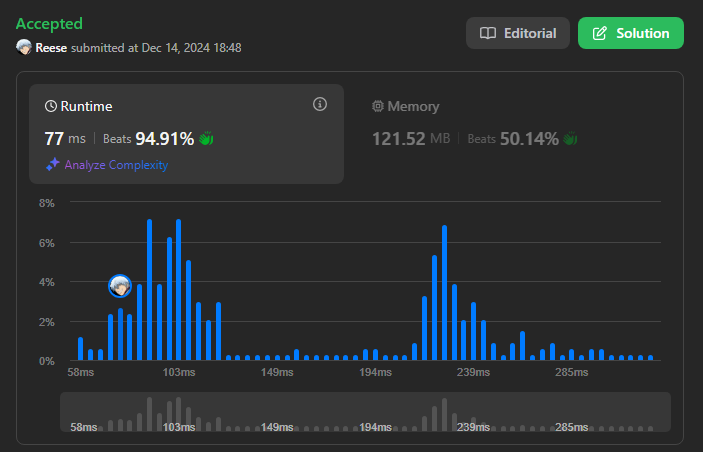 Accepted
Reese submitted at Dec 14, 2024 18:48
Editorial
Solution
Runtime
77 ms | Beats 94.91%
Analyze Complexity
Memory
121.52 MB | Beats 50.14%
8%
6%
4%
2%
0%
58ms 103ms 149ms 194ms 239ms 285ms
58ms 103ms 149ms 194ms 239ms 285ms